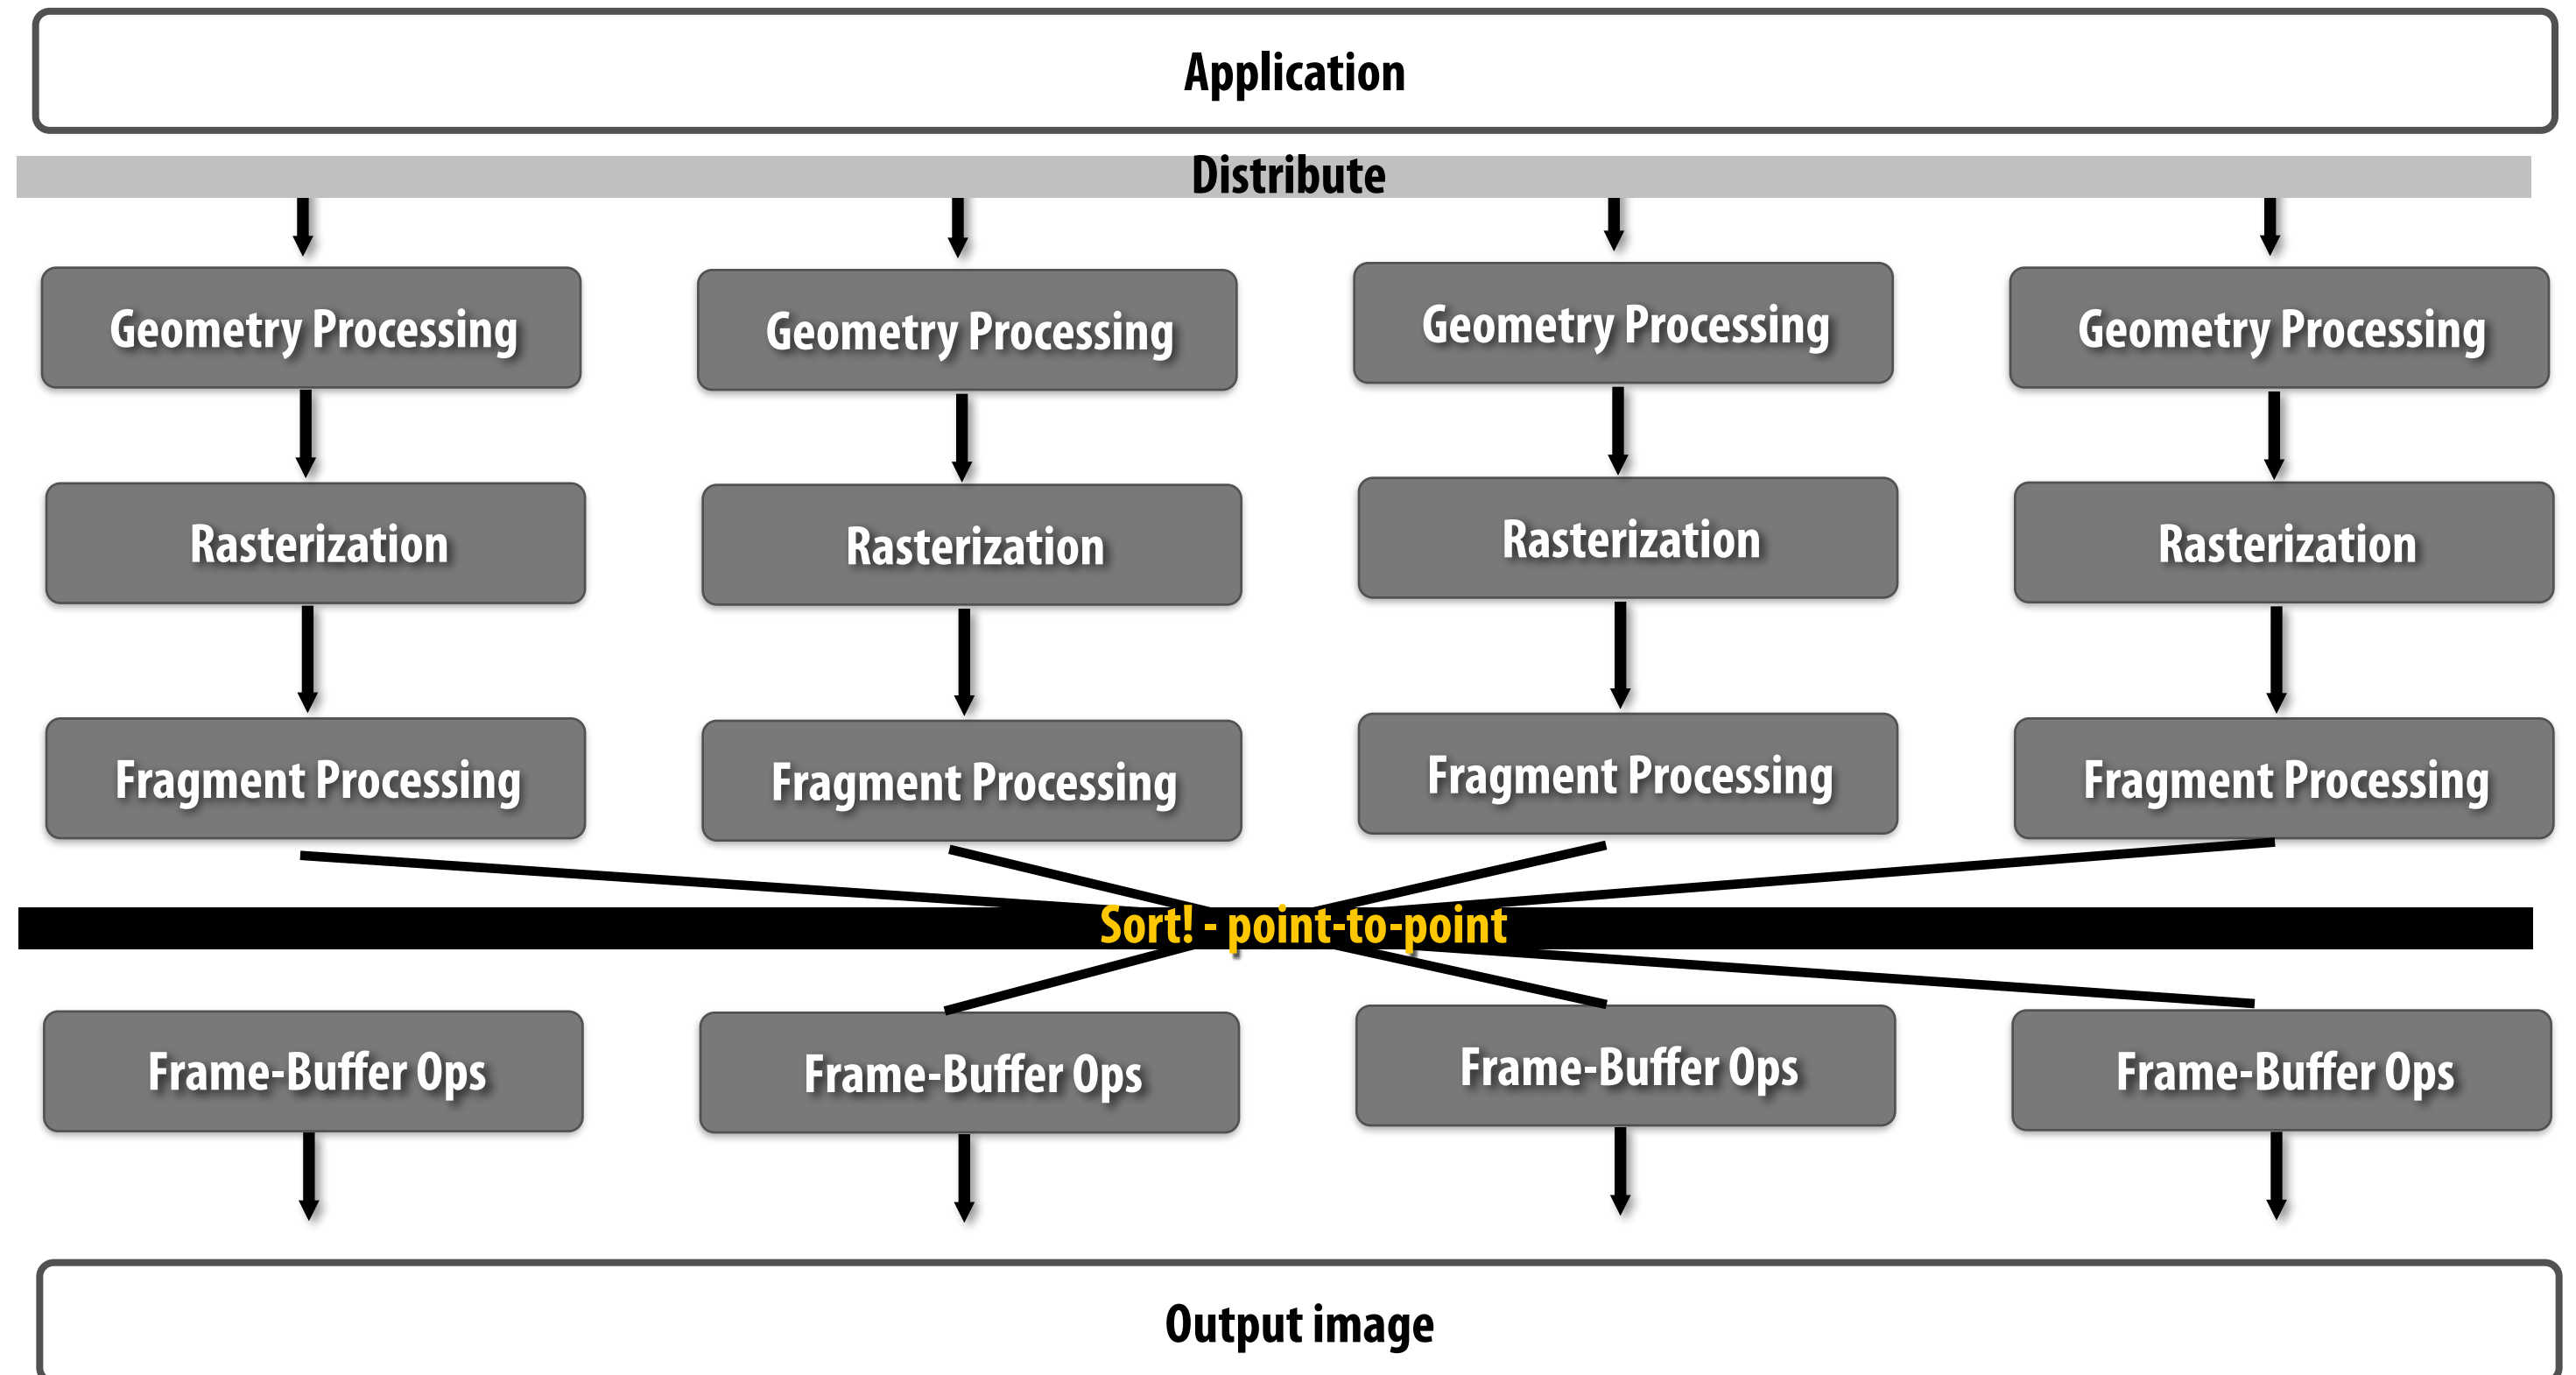 Application
Distribute
Geometry Processing
Geometry Processing
Geometry Processing
Geometry Processing
Rasterization
Rasterization
Rasterization
Rasterization
Fragment Processing
Fragment Processing
Fragment Processing
Fragment Processing
Sort! - point-to-point
Frame-Buffer Ops
Frame-Buffer Ops
Frame-Buffer Ops
Frame-Buffer Ops
Output image